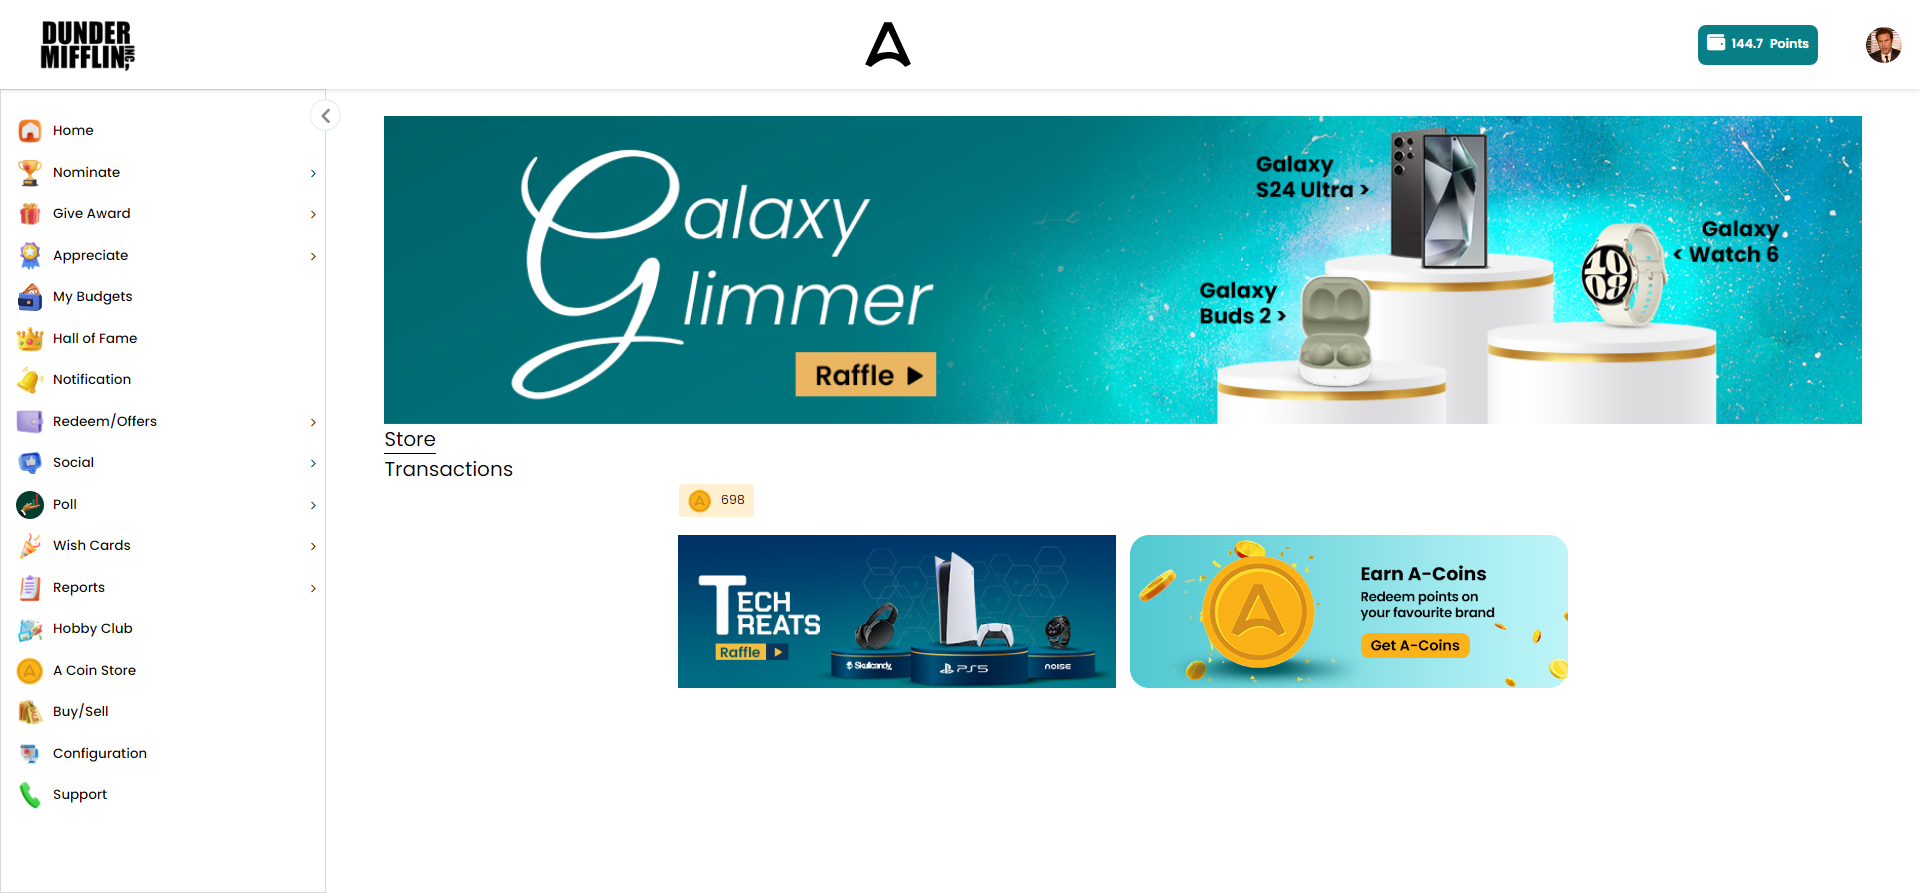 DUNDER
MIFFLIN, INC.
144.7 Points
Home
Nominate
Give Award
Appreciate
My Budgets
Hall of Fame
Notification
Redeem/Offers
Social
Poll
Wish Cards
Reports
Hobby Club
A Coin Store
Buy/Sell
Configuration
Support
Galaxy
Glimmer
Raffle
Galaxy
S24 Ultra >
Galaxy
< Watch 6
Galaxy
Buds 2 >
10
09
Store
Transactions
698
TECH
TREATS
Raffle
Skullcandy
PS5
NOISE
Earn A-Coins
Redeem points on
your favourite brand
Get A-Coins